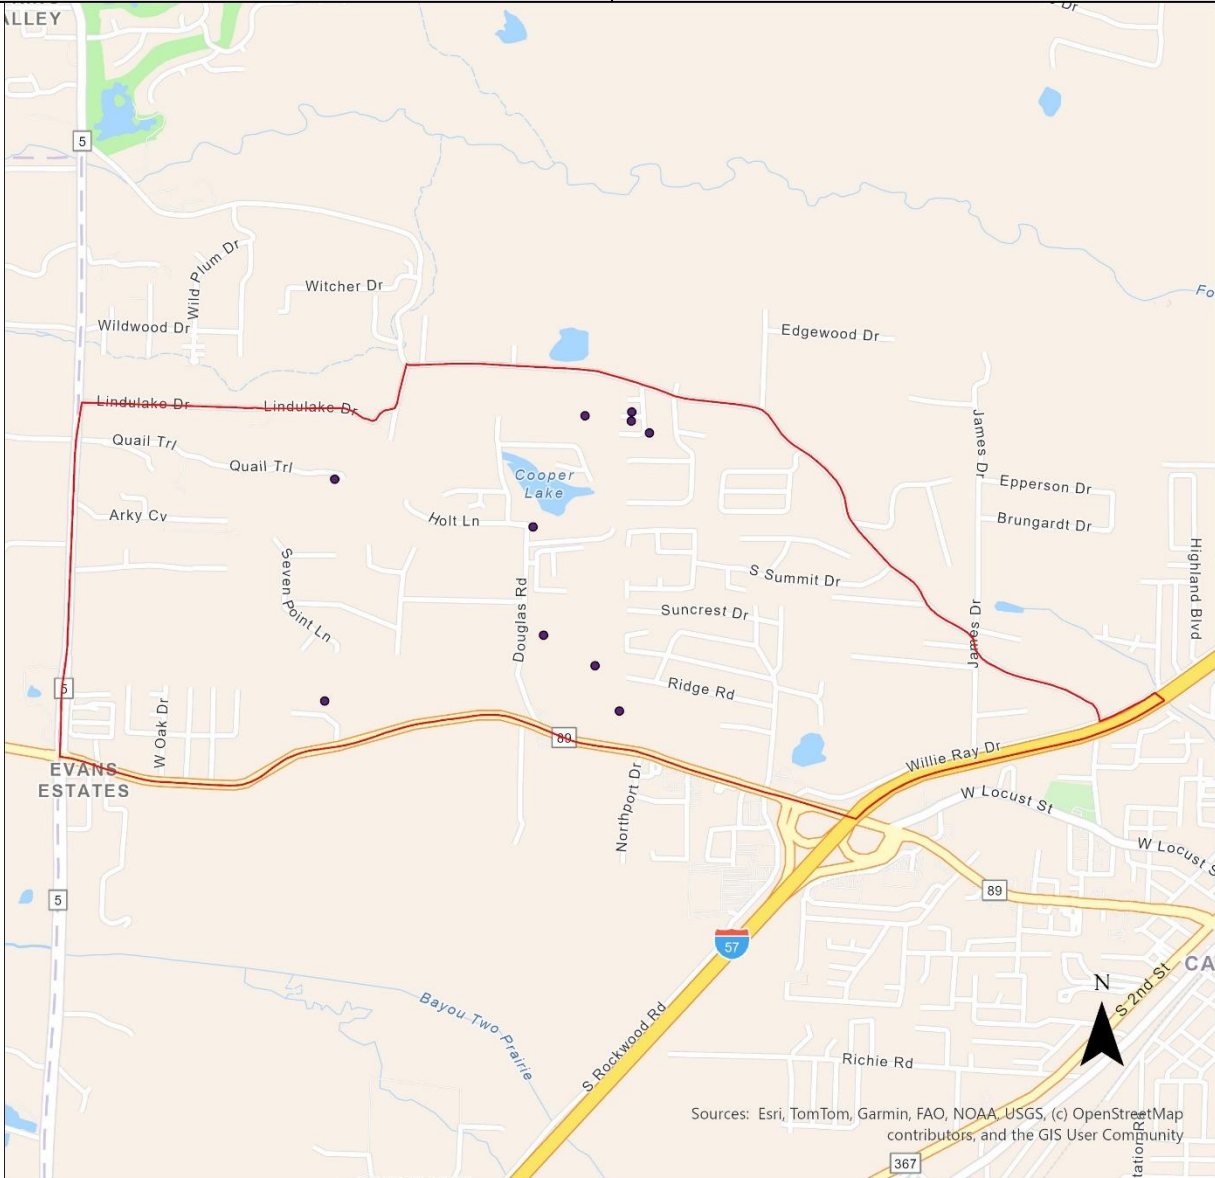 ALLEY
Dr
5
Wild Plum Dr
Witcher Dr
Fo
Wildwood Dr
Edgewood Dr
Lindulake Dr
Lindulake Dr
James Dr
Quail Trl
Quail Trl
Cooper
Lake
Epperson Dr
Arky Cv
Holt Ln
Brungardt Dr
Highland Blvd
Seven Point Ln
S Summit Dr
Douglas Rd
Suncrest Dr
James Dr
5
Ridge Rd
W Oak Dr
89
Willie Ray Dr
EVANS
ESTATES
Northport Dr
W Locust St
W Locust S
5
89
57
CA
N
S 2nd St
Bayou Two Prairie
S Rockwood Rd
Richie Rd
Sources: Esri, TomTom, Garmin, FAO, NOAA, USGS, (c) OpenStreetMap
contributors, and the GIS User Community
tation Rd
367